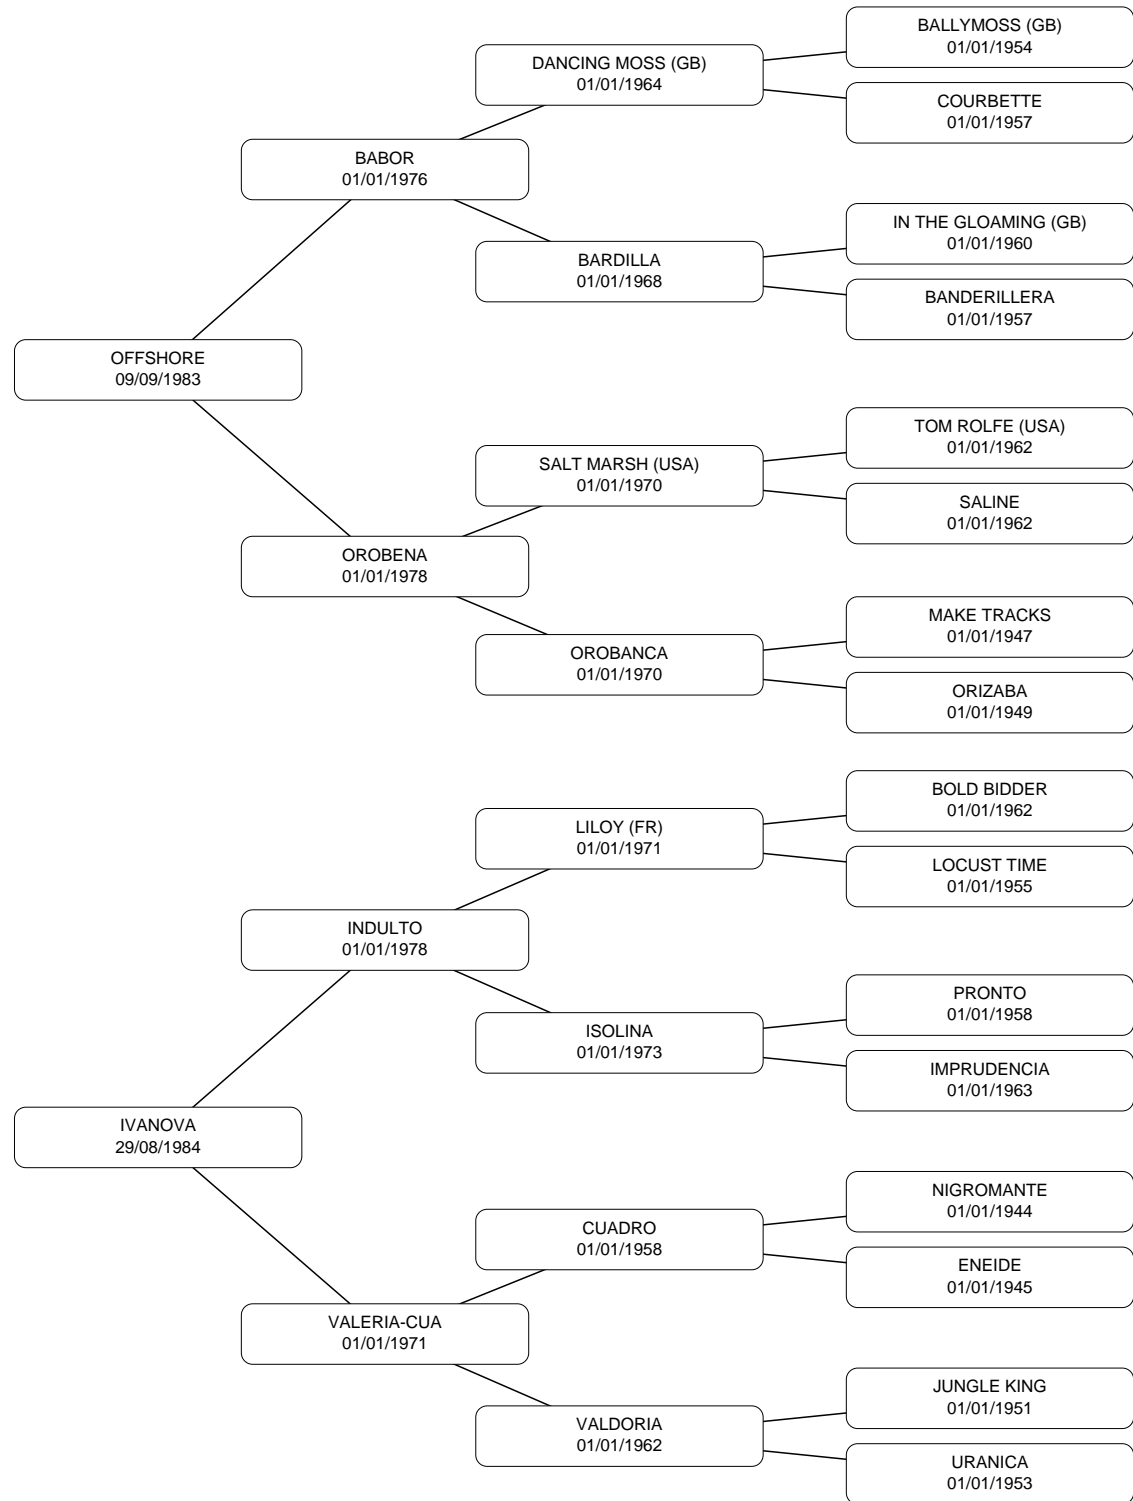 BALLYMOSS (GB)
01/01/1954
DANCING MOSS (GB)
01/01/1964
COURBETTE
01/01/1957
BABOR
01/01/1976
IN THE GLOAMING (GB)
01/01/1960
BARDILLA
01/01/1968
BANDERILLERA
01/01/1957
OFFSHORE
09/09/1983
TOM ROLFE (USA)
01/01/1962
SALT MARSH (USA)
01/01/1970
SALINE
01/01/1962
OROBENA
01/01/1978
MAKE TRACKS
01/01/1947
OROBANCA
01/01/1970
ORIZABA
01/01/1949
BOLD BIDDER
01/01/1962
LILOY (FR)
01/01/1971
LOCUST TIME
01/01/1955
INDULTO
01/01/1978
PRONTO
01/01/1958
ISOLINA
01/01/1973
IMPRUDENCIA
01/01/1963
IVANOVA
29/08/1984
NIGROMANTE
01/01/1944
CUADRO
01/01/1958
ENEIDE
01/01/1945
VALERIA-CUA
01/01/1971
JUNGLE KING
01/01/1951
VALDORIA
01/01/1962
URANICA
01/01/1953